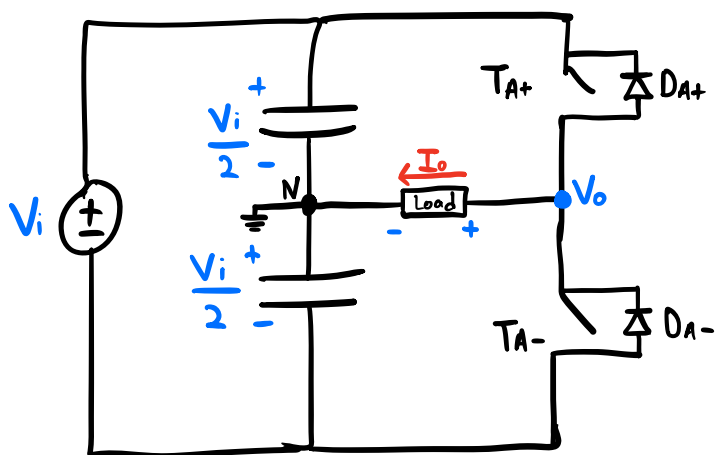 Vi
+
-
+
Vi
2
-
N
Io
Load
-
+
Vo
+
Vi
2
-
TA+
DA+
TA-
DA-